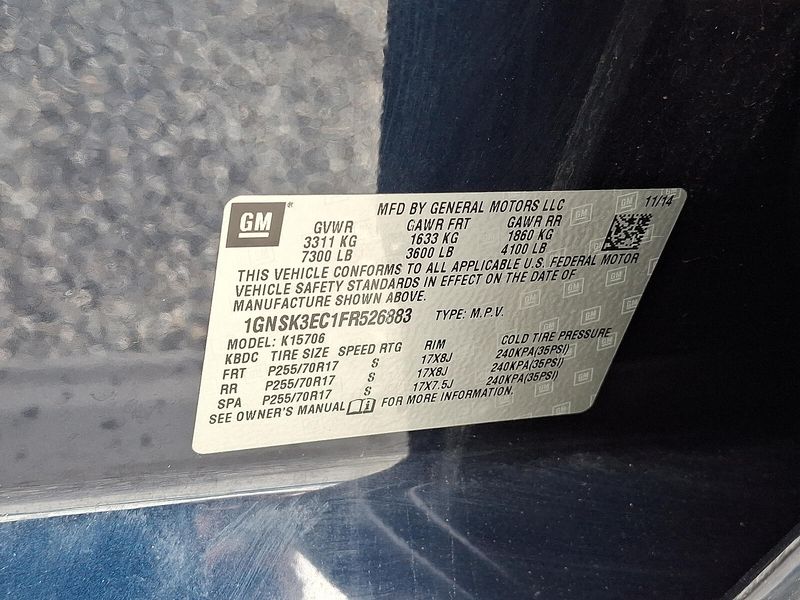 GM
MFD BY GENERAL MOTORS LLC 11/14
GVWR GAWR FRT GAWR RR
3311 KG 1633 KG 1860 KG
7300 LB 3600 LB 4100 LB
THIS VEHICLE CONFORMS TO ALL APPLICABLE U.S. FEDERAL MOTOR
VEHICLE SAFETY STANDARDS IN EFFECT ON THE DATE OF
MANUFACTURE SHOWN ABOVE.
1GNSK3EC1FR526883 TYPE: M.P.V.
MODEL: K15706
KBDC TIRE SIZE SPEED RTG RIM COLD TIRE PRESSURE
FRT P255/70R17 S 17X8J 240KPA(35PSI)
RR P255/70R17 S 17X8J 240KPA(35PSI)
SPA P255/70R17 S 17X7.5J 240KPA(35PSI)
SEE OWNER'S MANUAL FOR MORE INFORMATION.